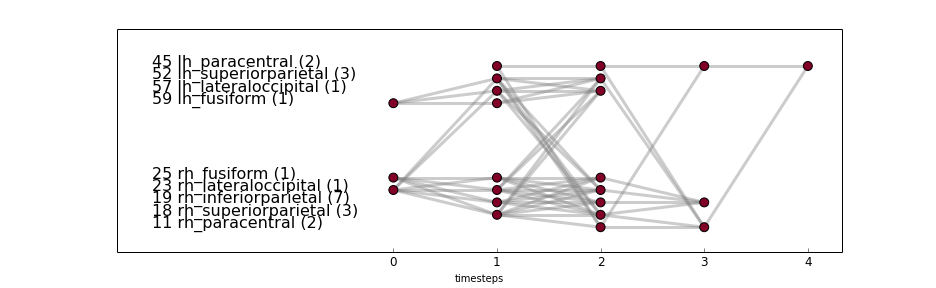 45 lh_paracentral (2)
52 lh_superiorparietal (3)
57 lh_lateraloccipital (1)
59 lh_fusiform (1)
25 rh_fusiform (1)
23 rh_lateraloccipital (1)
19 rh_inferiorparietal (7)
18 rh_superiorparietal (3)
11 rh_paracentral (2)
0 1 2 3 4
timesteps